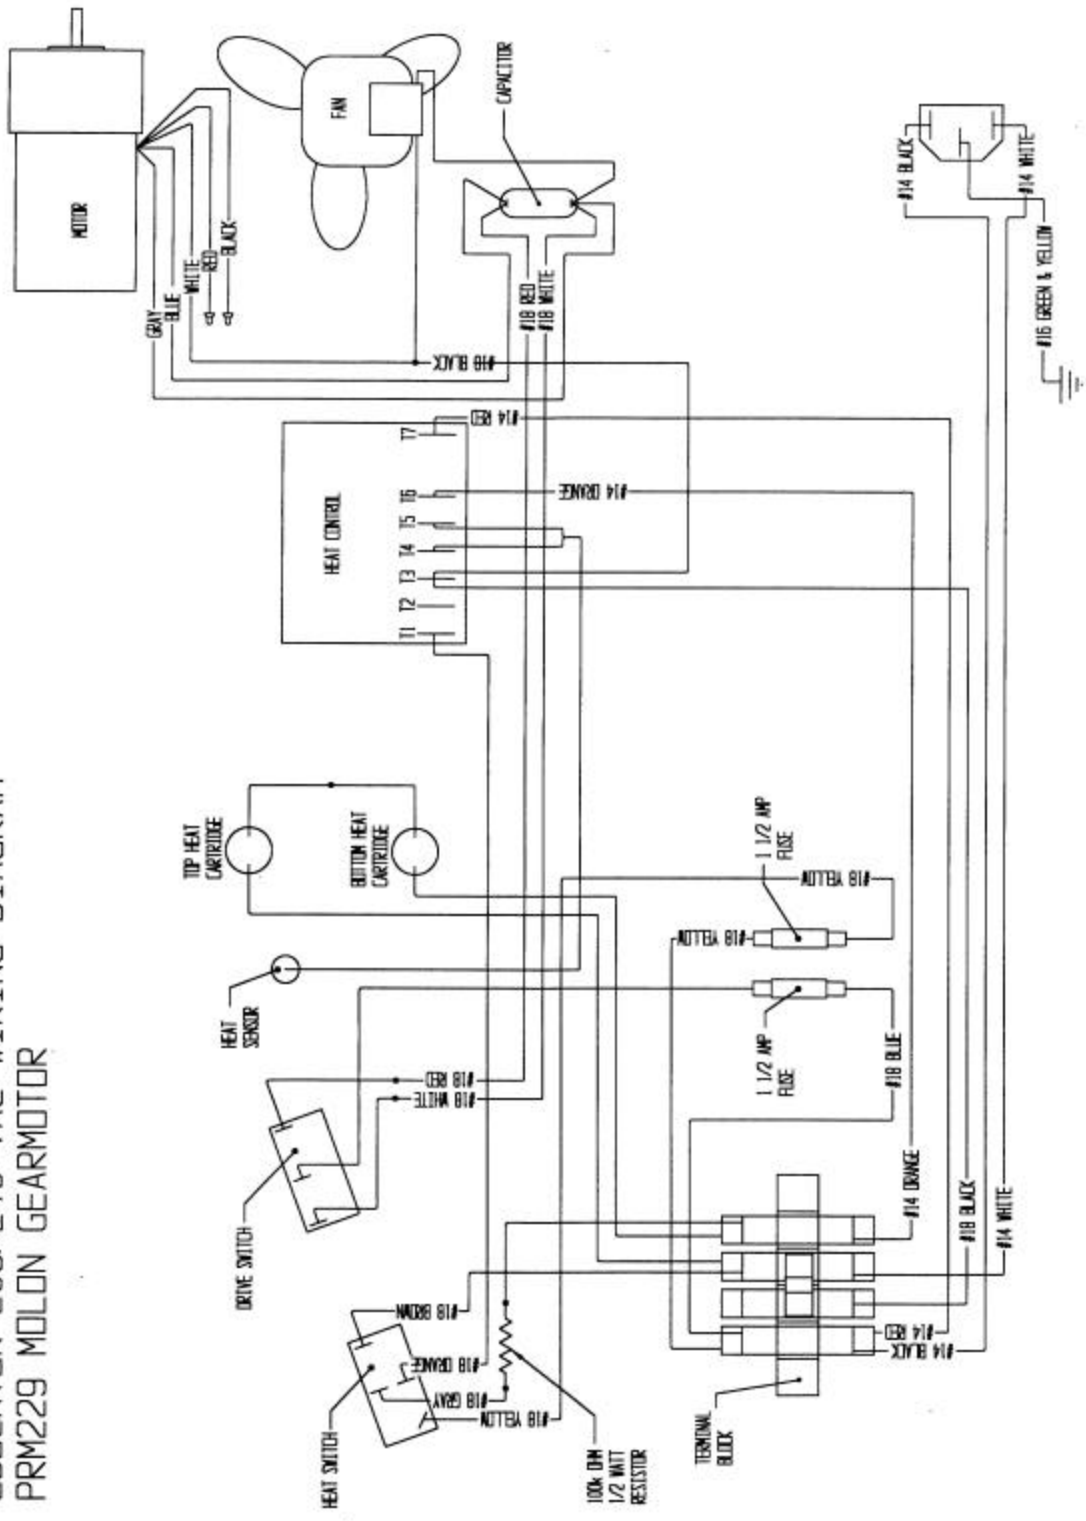 PRM229 MOLON GEARMOTOR
MOTOR
GRAY
BLUE
WHITE
RED
BLACK
FAN
CAPACITOR
#18 RED
#18 WHITE
#18 BLACK
#14 BLACK
#14 WHITE
#16 GREEN & YELLOW
HEAT CONTROL
T7
T6
T5
T4
T3
T2
T1
#14 RED
#14 ORANGE
TOP HEAT
CARTRIDGE
BOTTOM HEAT
CARTRIDGE
HEAT
SENSOR
1 1/2 AMP
FUSE
#18 YELLOW
#18 YELLOW
1 1/2 AMP
FUSE
#18 BLUE
DRIVE SWITCH
#18 RED
#18 WHITE
HEAT SWITCH
#18 BROWN
#18 ORANGE
#18 GRAY
#18 YELLOW
100k OHM
1/2 WATT
RESISTOR
TERMINAL
BLOCK
#14 ORANGE
#18 BLACK
#14 WHITE
#14 RED
#14 BLACK